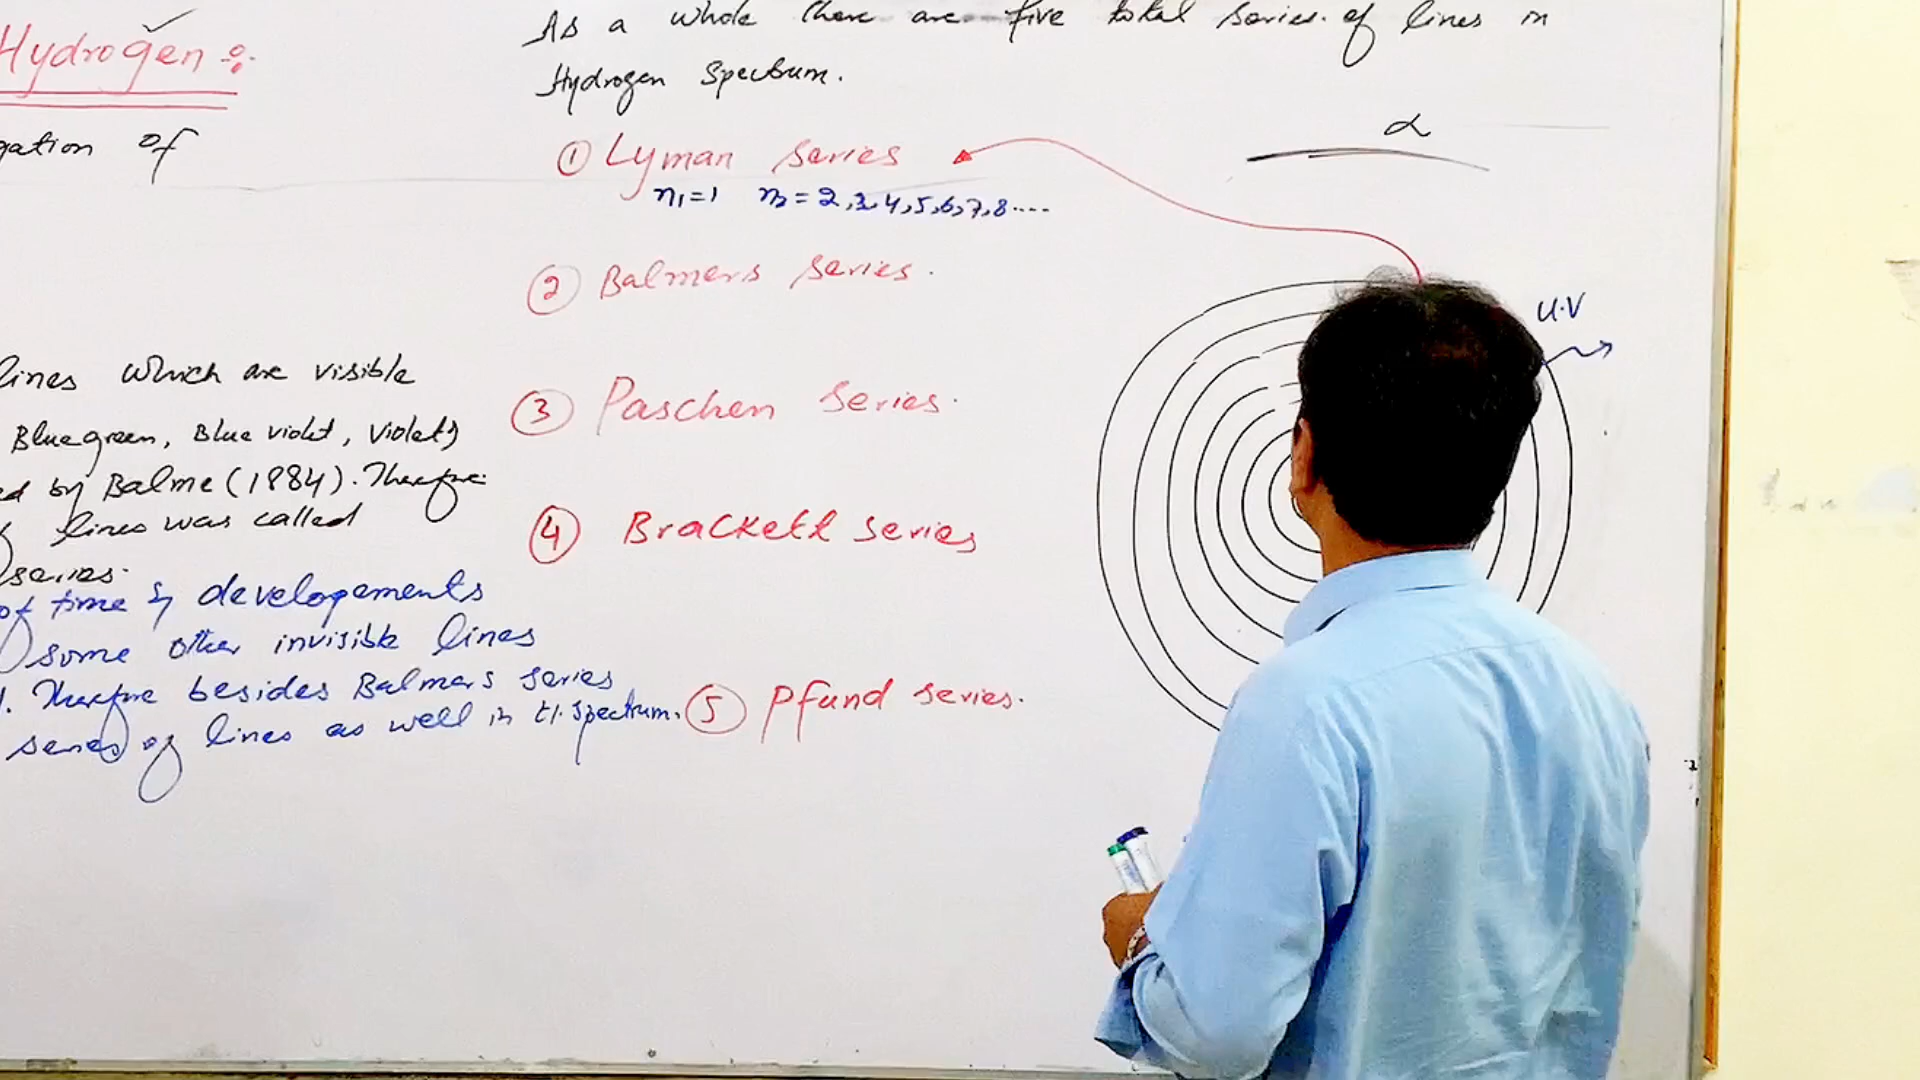 Hydrogen :
gation of
lines which are visible
Blue green, Blue violet, violet)
ed by Balme (1884). Therefore
lines was called
series.
of time & developements
some other invisible lines
. Therefore besides Balmers series
series of lines as well in H.Spectrum.
As a whole there are five total series of lines in
Hydrogen Spectrum.
① Lyman series
n₁=1 n₂=2,3,4,5,6,7,8....
② Balmers series.
③ Paschen series.
④ Brackett series
⑤ Pfund series.
α
U.V